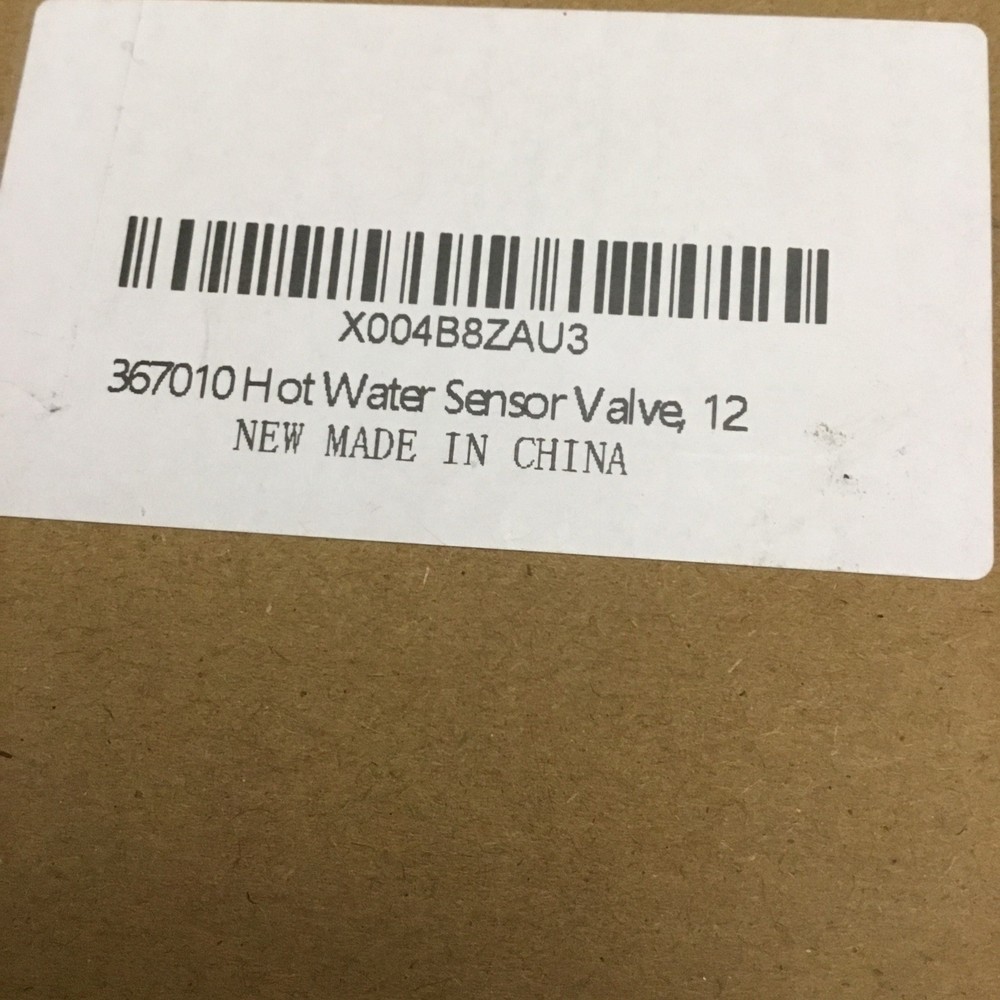 X004B8ZAU3
367010 Hot Water Sensor Valve, 12
NEW MADE IN CHINA